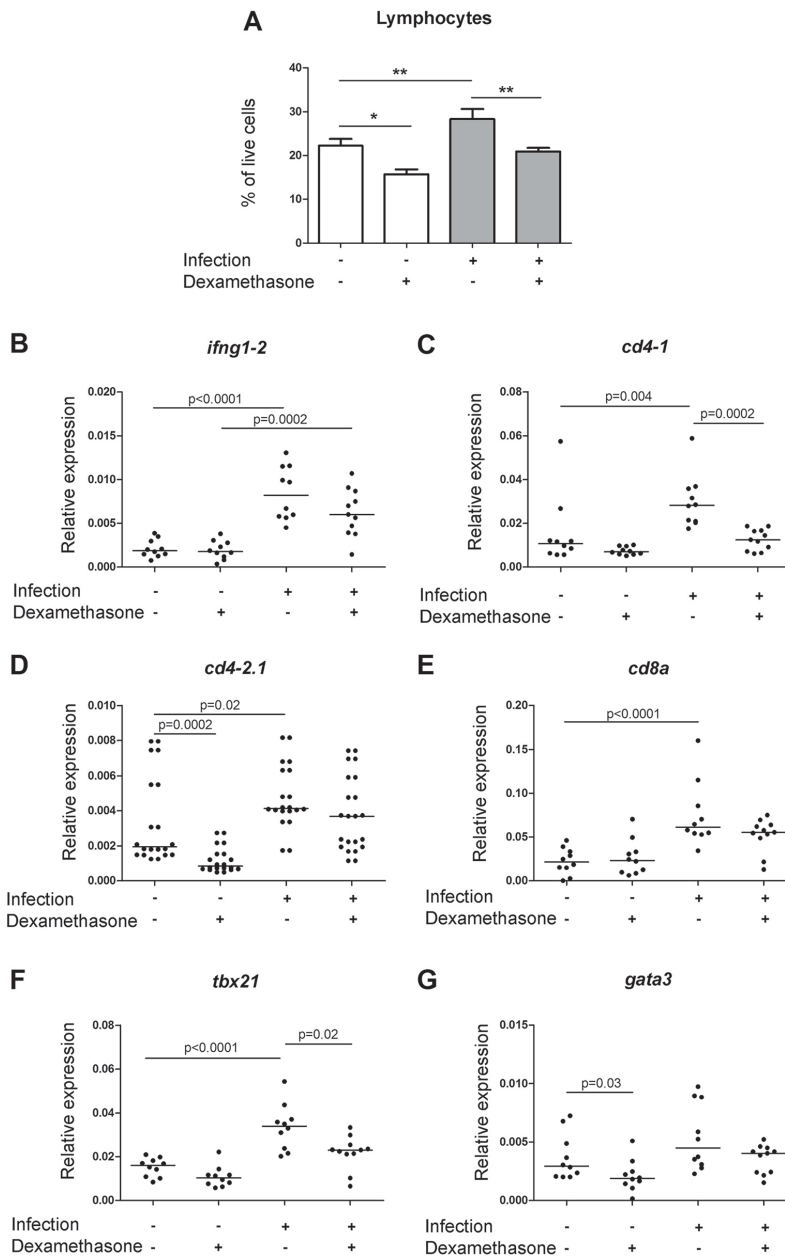 A
Lymphocytes
% of live cells
40
30
20
10
0
** 
* 
**
Infection - - + +
Dexamethasone - + - +
B
ifng1-2
Relative expression
0.020
0.015
0.010
0.005
0.000
p<0.0001
p=0.0002
Infection - - + +
Dexamethasone - + - +
C
cd4-1
Relative expression
0.08
0.06
0.04
0.02
0.00
p=0.004
p=0.0002
Infection - - + +
Dexamethasone - + - +
D
cd4-2.1
Relative expression
0.010
0.008
0.006
0.004
0.002
0.000
p=0.02
p=0.0002
Infection - - + +
Dexamethasone - + - +
E
cd8a
Relative expression
0.20
0.15
0.10
0.05
0.00
p<0.0001
Infection - - + +
Dexamethasone - + - +
F
tbx21
Relative expression
0.08
0.06
0.04
0.02
0.00
p<0.0001
p=0.02
Infection - - + +
Dexamethasone - + - +
G
gata3
Relative expression
0.015
0.010
0.005
0.000
p=0.03
Infection - - + +
Dexamethasone - + - +